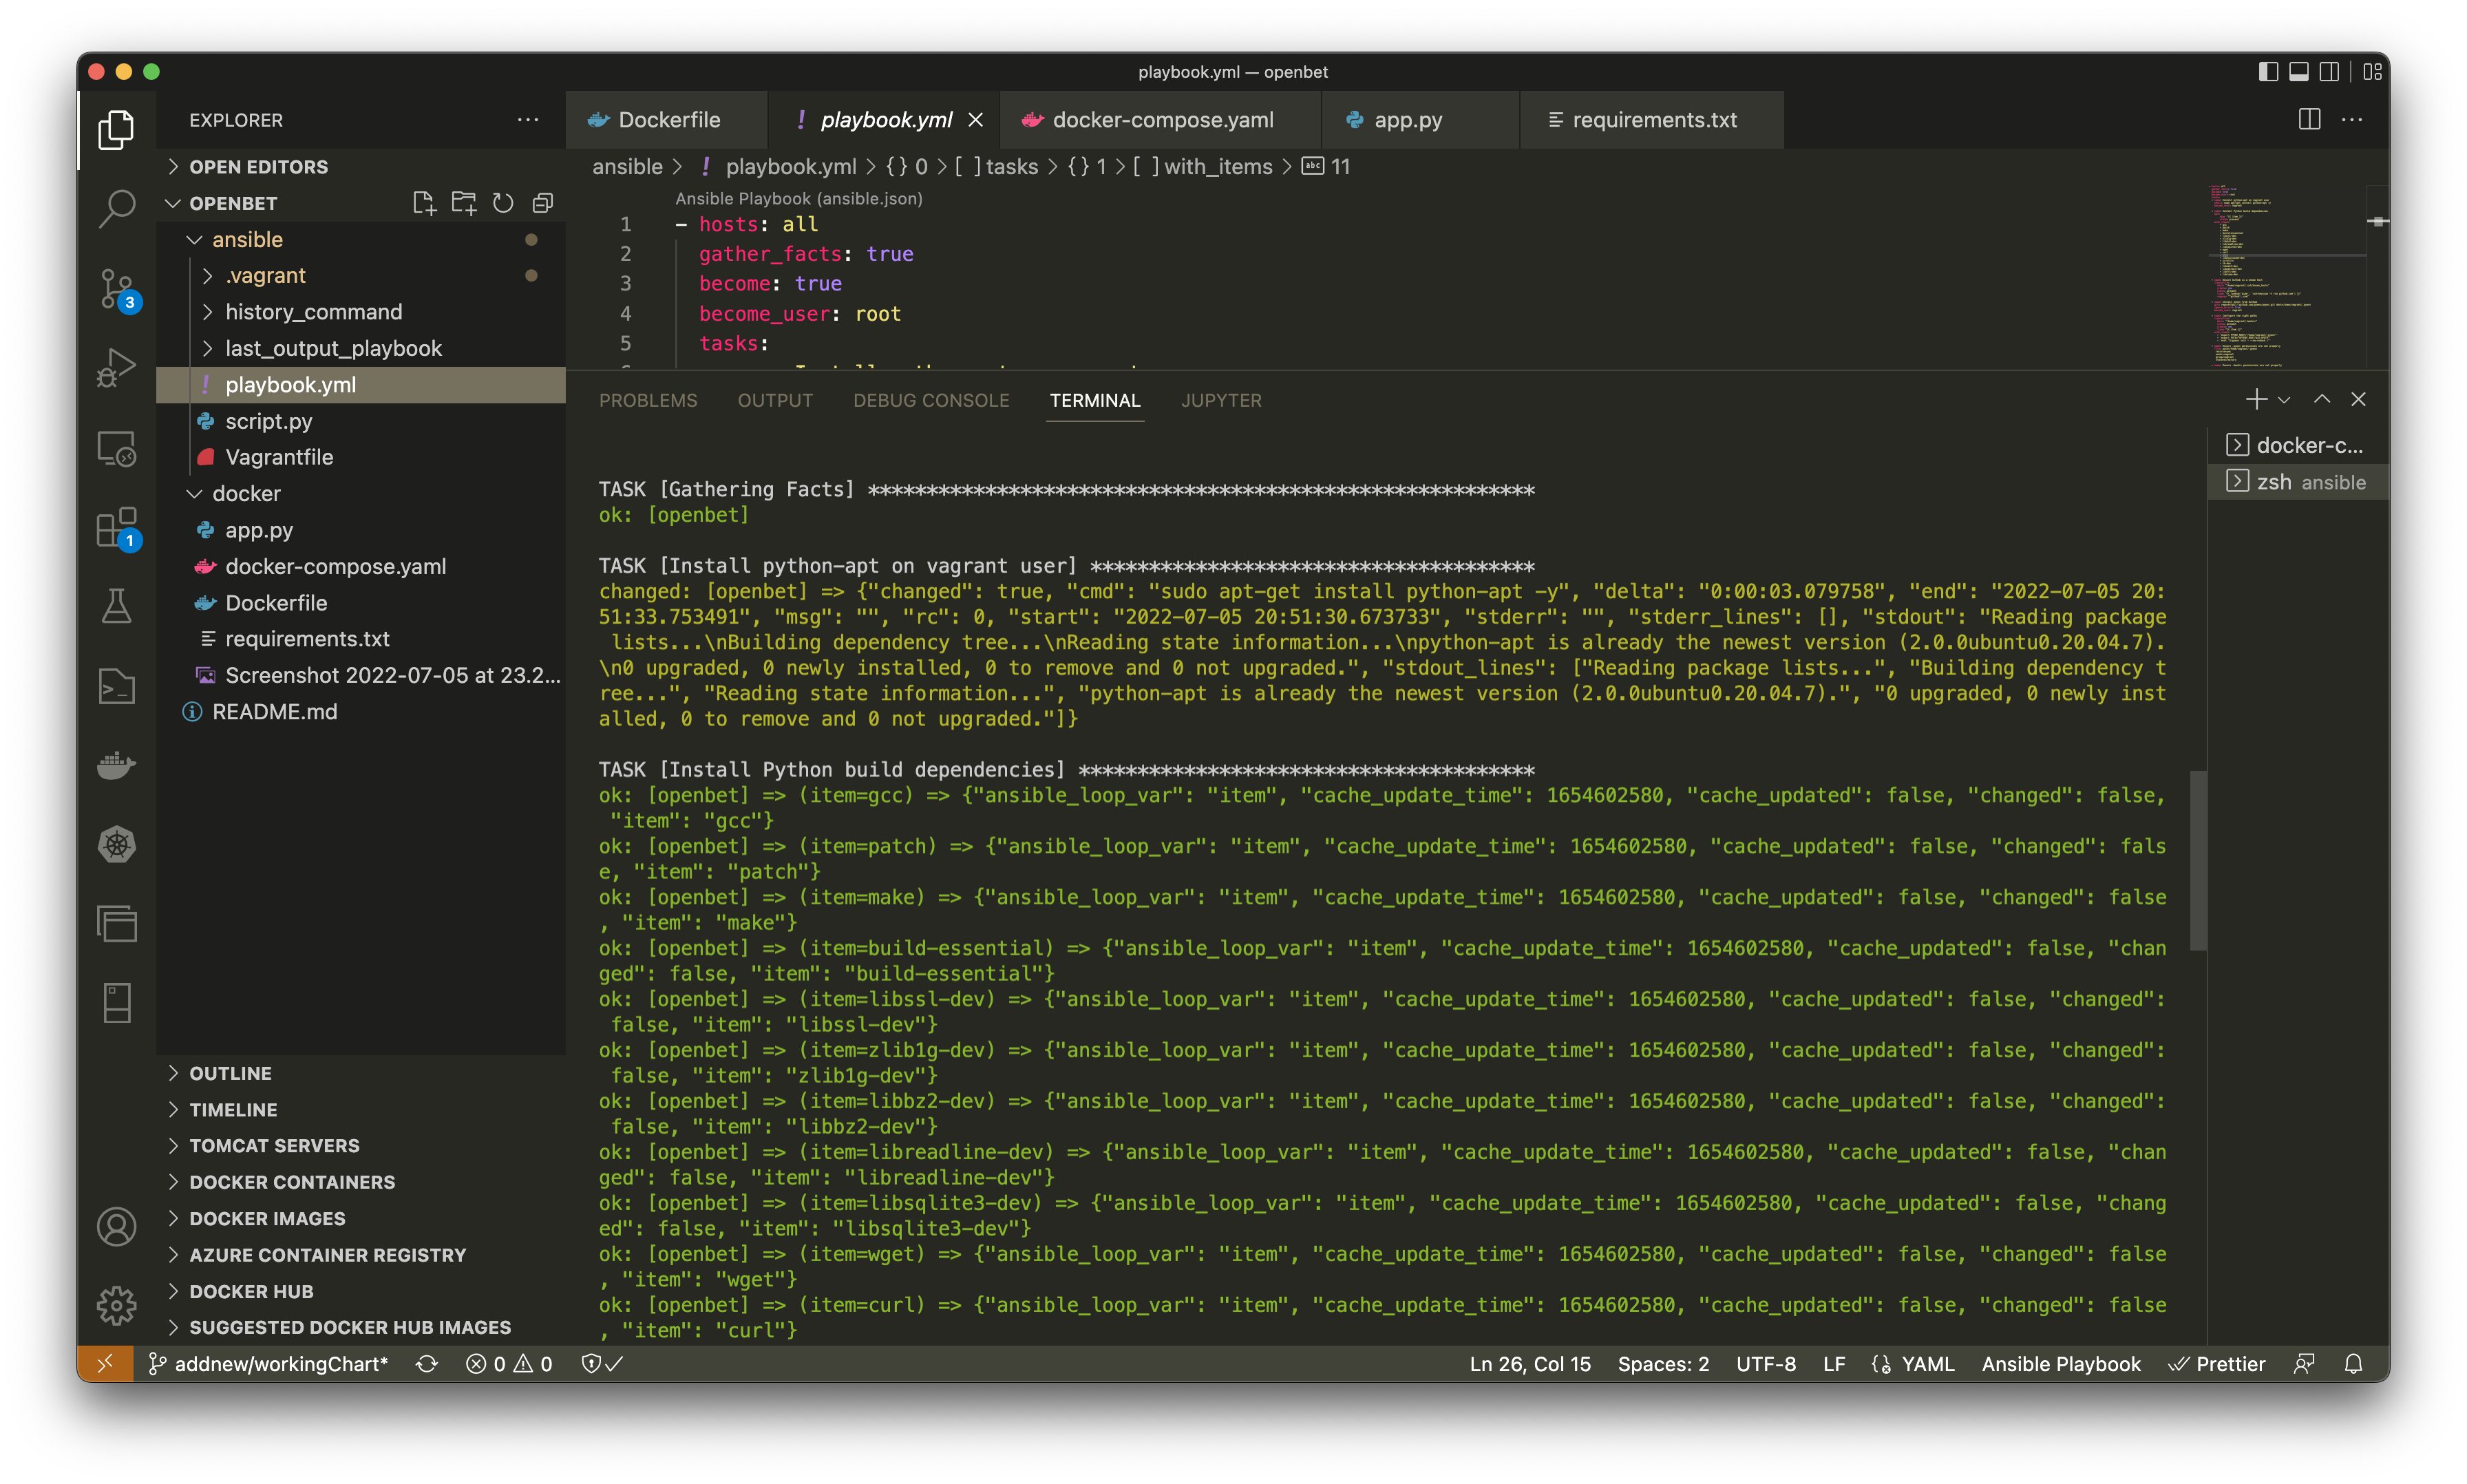 playbook.yml — openbet
EXPLORER
Dockerfile
! playbook.yml
docker-compose.yaml
app.py
requirements.txt
OPEN EDITORS
OPENBET
ansible
.vagrant
history_command
last_output_playbook
! playbook.yml
script.py
Vagrantfile
docker
app.py
docker-compose.yaml
Dockerfile
requirements.txt
Screenshot 2022-07-05 at 23.2...
README.md
3
1
OUTLINE
TIMELINE
TOMCAT SERVERS
DOCKER CONTAINERS
DOCKER IMAGES
AZURE CONTAINER REGISTRY
DOCKER HUB
SUGGESTED DOCKER HUB IMAGES
ansible > ! playbook.yml > {} 0 > [ ] tasks > {} 1 > [ ] with_items > abc 11
Ansible Playbook (ansible.json)
1 - hosts: all
2 gather_facts: true
3 become: true
4 become_user: root
5 tasks:
PROBLEMS OUTPUT DEBUG CONSOLE TERMINAL JUPYTER
docker-c...
zsh ansible
TASK [Gathering Facts] *********************************************************
ok: [openbet]
TASK [Install python-apt on vagrant user] **************************************
changed: [openbet] => {"changed": true, "cmd": "sudo apt-get install python-apt -y", "delta": "0:00:03.079758", "end": "2022-07-05 20:
51:33.753491", "msg": "", "rc": 0, "start": "2022-07-05 20:51:30.673733", "stderr": "", "stderr_lines": [], "stdout": "Reading package
lists...\nBuilding dependency tree...\nReading state information...\npython-apt is already the newest version (2.0.0ubuntu0.20.04.7).
\n0 upgraded, 0 newly installed, 0 to remove and 0 not upgraded.", "stdout_lines": ["Reading package lists...", "Building dependency t
ree...", "Reading state information...", "python-apt is already the newest version (2.0.0ubuntu0.20.04.7).", "0 upgraded, 0 newly inst
alled, 0 to remove and 0 not upgraded."]}
TASK [Install Python build dependencies] ***************************************
ok: [openbet] => (item=gcc) => {"ansible_loop_var": "item", "cache_update_time": 1654602580, "cache_updated": false, "changed": false,
"item": "gcc"}
ok: [openbet] => (item=patch) => {"ansible_loop_var": "item", "cache_update_time": 1654602580, "cache_updated": false, "changed": fals
e, "item": "patch"}
ok: [openbet] => (item=make) => {"ansible_loop_var": "item", "cache_update_time": 1654602580, "cache_updated": false, "changed": false
, "item": "make"}
ok: [openbet] => (item=build-essential) => {"ansible_loop_var": "item", "cache_update_time": 1654602580, "cache_updated": false, "chan
ged": false, "item": "build-essential"}
ok: [openbet] => (item=libssl-dev) => {"ansible_loop_var": "item", "cache_update_time": 1654602580, "cache_updated": false, "changed":
false, "item": "libssl-dev"}
ok: [openbet] => (item=zlib1g-dev) => {"ansible_loop_var": "item", "cache_update_time": 1654602580, "cache_updated": false, "changed":
false, "item": "zlib1g-dev"}
ok: [openbet] => (item=libbz2-dev) => {"ansible_loop_var": "item", "cache_update_time": 1654602580, "cache_updated": false, "changed":
false, "item": "libbz2-dev"}
ok: [openbet] => (item=libreadline-dev) => {"ansible_loop_var": "item", "cache_update_time": 1654602580, "cache_updated": false, "chan
ged": false, "item": "libreadline-dev"}
ok: [openbet] => (item=libsqlite3-dev) => {"ansible_loop_var": "item", "cache_update_time": 1654602580, "cache_updated": false, "chang
ed": false, "item": "libsqlite3-dev"}
ok: [openbet] => (item=wget) => {"ansible_loop_var": "item", "cache_update_time": 1654602580, "cache_updated": false, "changed": false
, "item": "wget"}
ok: [openbet] => (item=curl) => {"ansible_loop_var": "item", "cache_update_time": 1654602580, "cache_updated": false, "changed": false
, "item": "curl"}
addnew/workingChart* 0 0 Ln 26, Col 15 Spaces: 2 UTF-8 LF YAML Ansible Playbook Prettier